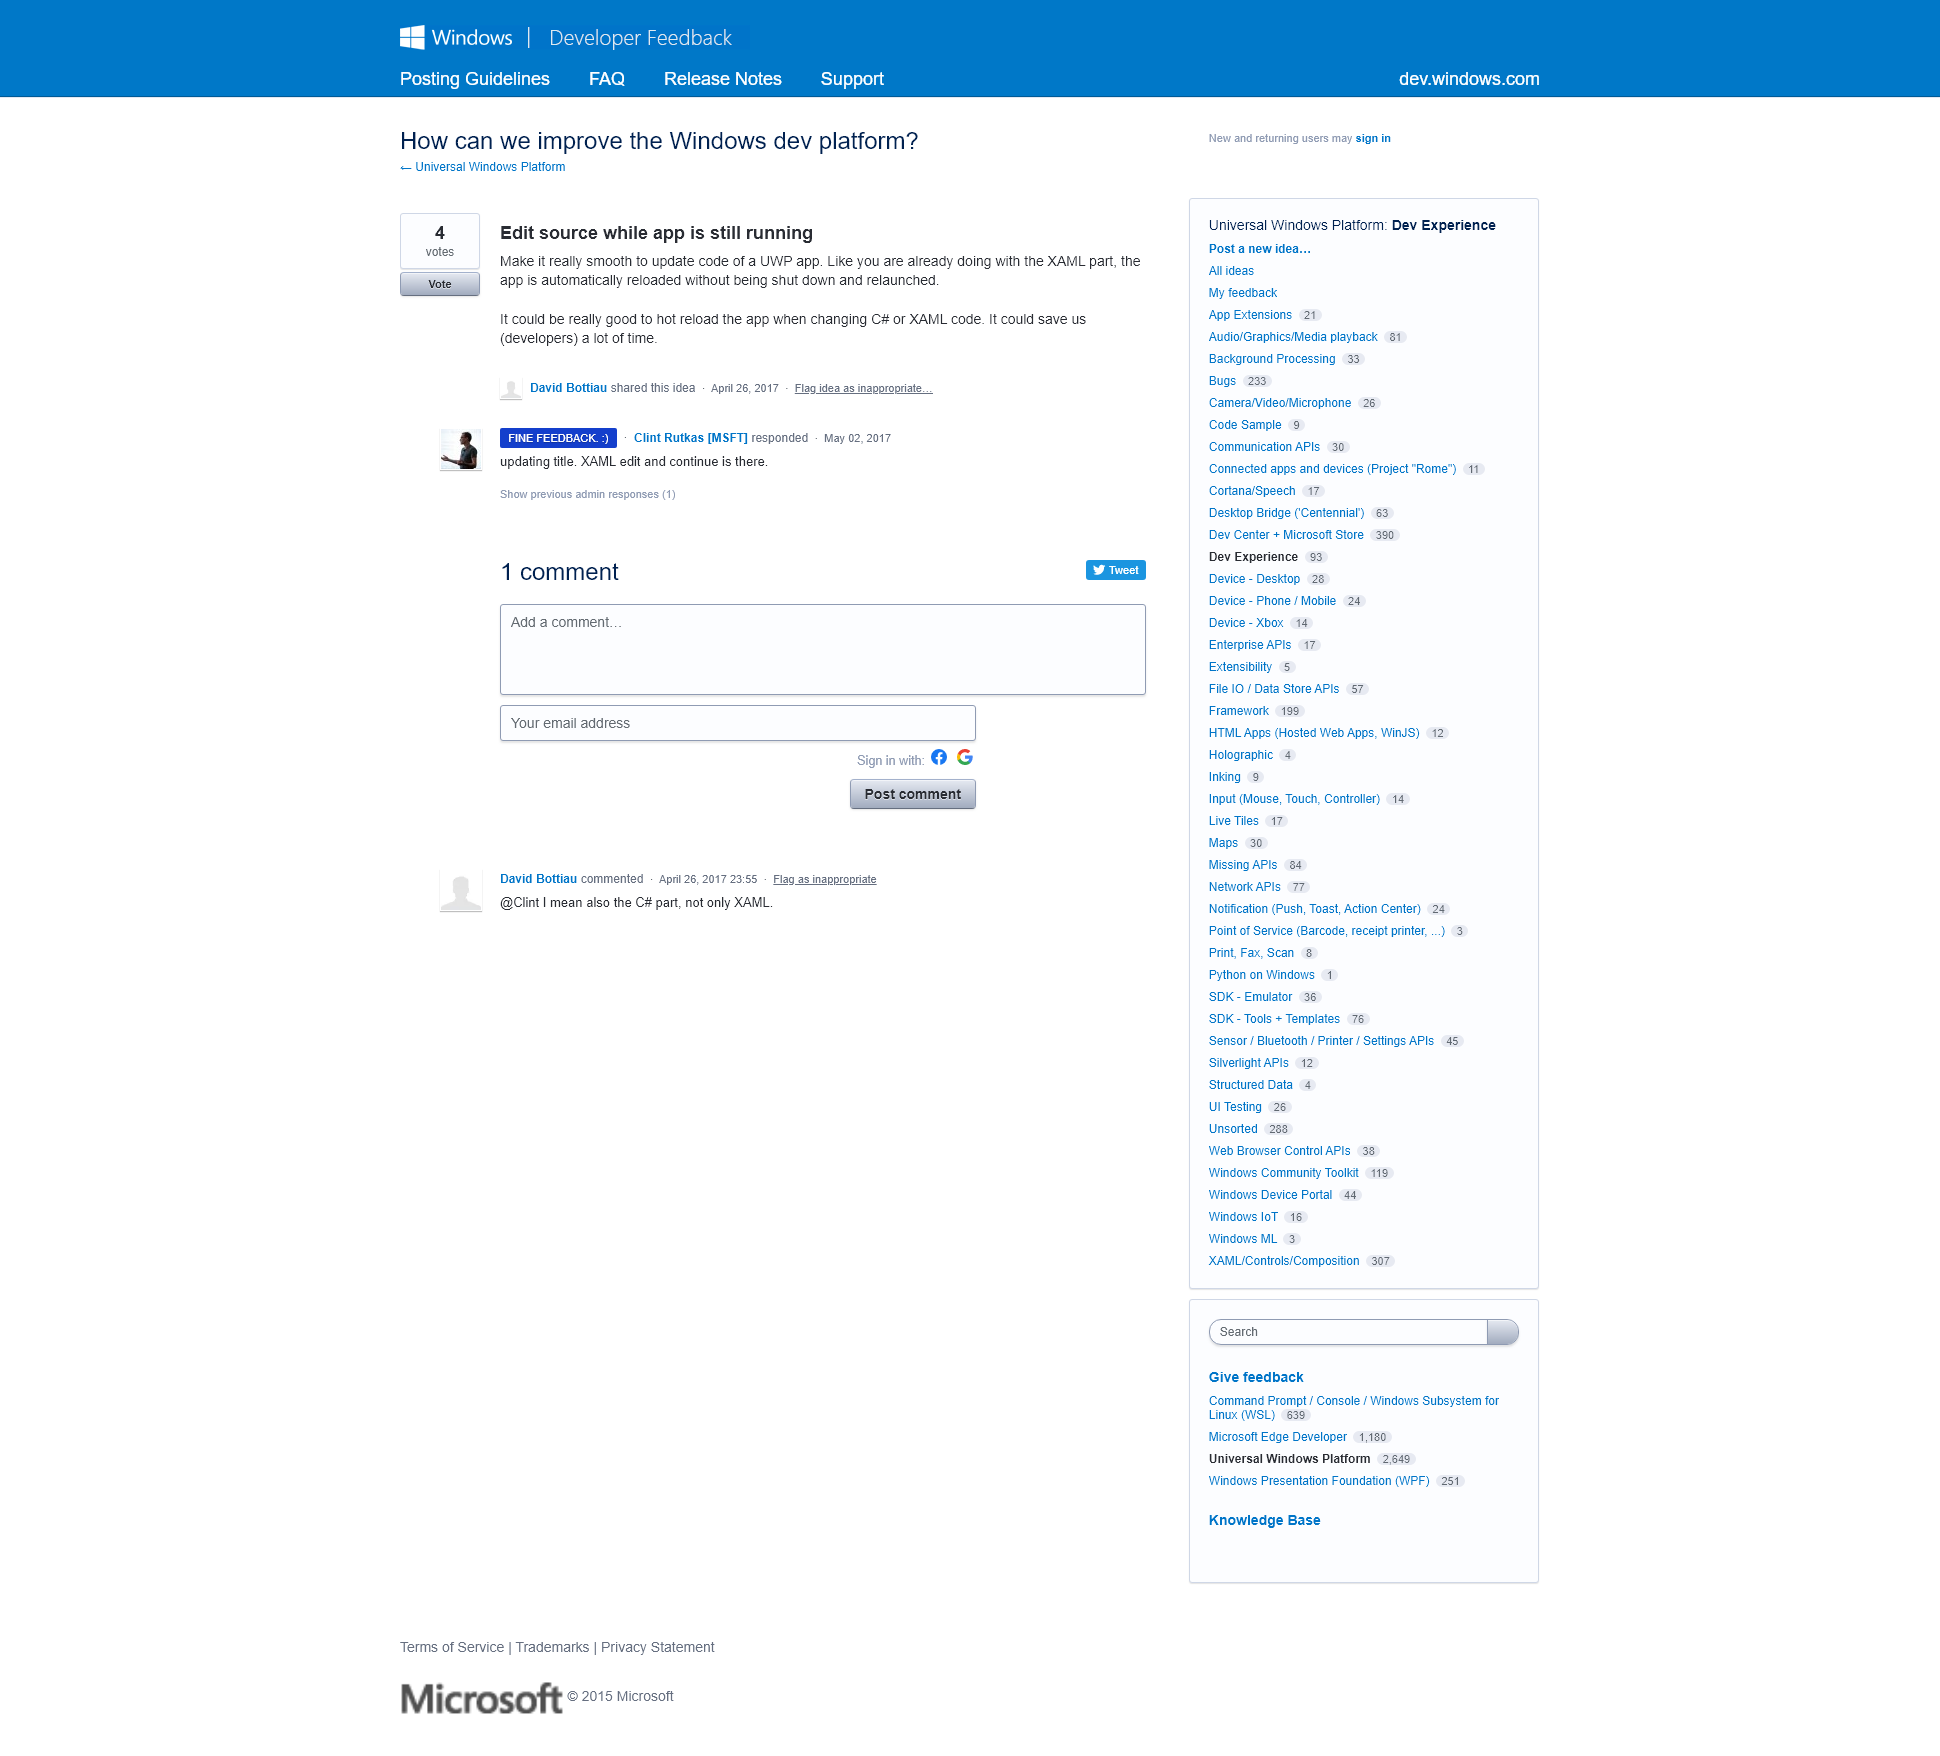 Windows | Developer Feedback
Posting Guidelines FAQ Release Notes Support dev.windows.com
How can we improve the Windows dev platform?
← Universal Windows Platform
New and returning users may sign in
4
votes
Vote
Edit source while app is still running
Make it really smooth to update code of a UWP app. Like you are already doing with the XAML part, the
app is automatically reloaded without being shut down and relaunched.
It could be really good to hot reload the app when changing C# or XAML code. It could save us
(developers) a lot of time.
David Bottiau shared this idea · April 26, 2017 · Flag idea as inappropriate…
FINE FEEDBACK. :) · Clint Rutkas [MSFT] responded · May 02, 2017
updating title. XAML edit and continue is there.
Show previous admin responses (1)
1 comment
Tweet
Add a comment…
Your email address
Sign in with:
Post comment
David Bottiau commented · April 26, 2017 23:55 · Flag as inappropriate
@Clint I mean also the C# part, not only XAML.
Universal Windows Platform: Dev Experience
Post a new idea…
All ideas
My feedback
App Extensions 21
Audio/Graphics/Media playback 81
Background Processing 33
Bugs 233
Camera/Video/Microphone 26
Code Sample 9
Communication APIs 30
Connected apps and devices (Project "Rome") 11
Cortana/Speech 17
Desktop Bridge ('Centennial') 63
Dev Center + Microsoft Store 390
Dev Experience 93
Device - Desktop 28
Device - Phone / Mobile 24
Device - Xbox 14
Enterprise APIs 17
Extensibility 5
File IO / Data Store APIs 57
Framework 199
HTML Apps (Hosted Web Apps, WinJS) 12
Holographic 4
Inking 9
Input (Mouse, Touch, Controller) 14
Live Tiles 17
Maps 30
Missing APIs 84
Network APIs 77
Notification (Push, Toast, Action Center) 24
Point of Service (Barcode, receipt printer, ...) 3
Print, Fax, Scan 8
Python on Windows 1
SDK - Emulator 36
SDK - Tools + Templates 76
Sensor / Bluetooth / Printer / Settings APIs 45
Silverlight APIs 12
Structured Data 4
UI Testing 26
Unsorted 288
Web Browser Control APIs 38
Windows Community Toolkit 119
Windows Device Portal 44
Windows IoT 16
Windows ML 3
XAML/Controls/Composition 307
Search
Give feedback
Command Prompt / Console / Windows Subsystem for
Linux (WSL) 639
Microsoft Edge Developer 1,180
Universal Windows Platform 2,649
Windows Presentation Foundation (WPF) 251
Knowledge Base
Terms of Service | Trademarks | Privacy Statement
Microsoft © 2015 Microsoft